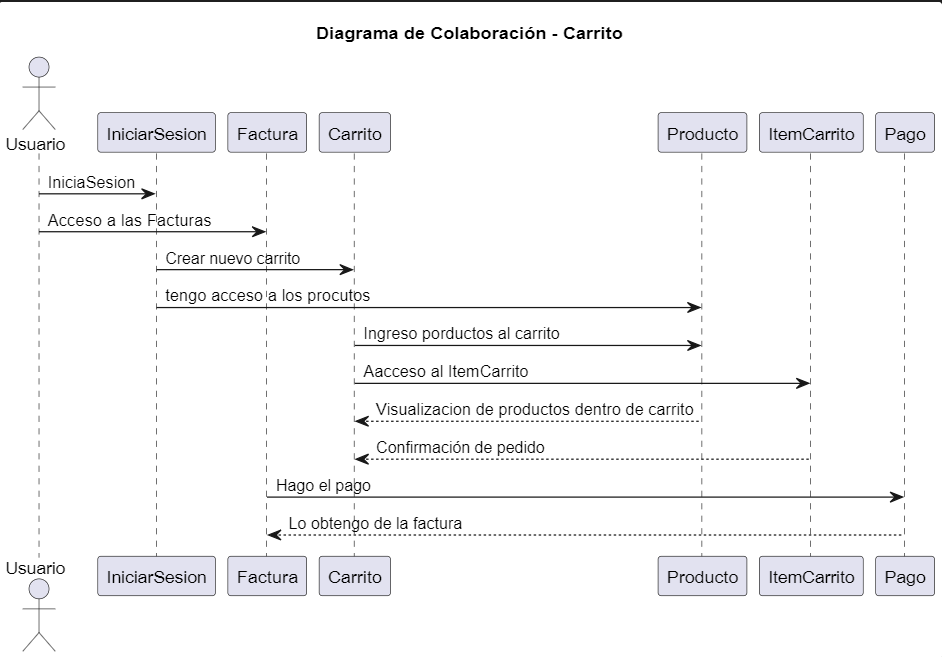 Diagrama de Colaboración - Carrito
Usuario
IniciarSesion
Factura
Carrito
Producto
ItemCarrito
Pago
IniciaSesion
Acceso a las Facturas
Crear nuevo carrito
tengo acceso a los procutos
Ingreso porductos al carrito
Aacceso al ItemCarrito
Visualizacion de productos dentro de carrito
Confirmación de pedido
Hago el pago
Lo obtengo de la factura
Usuario
IniciarSesion
Factura
Carrito
Producto
ItemCarrito
Pago